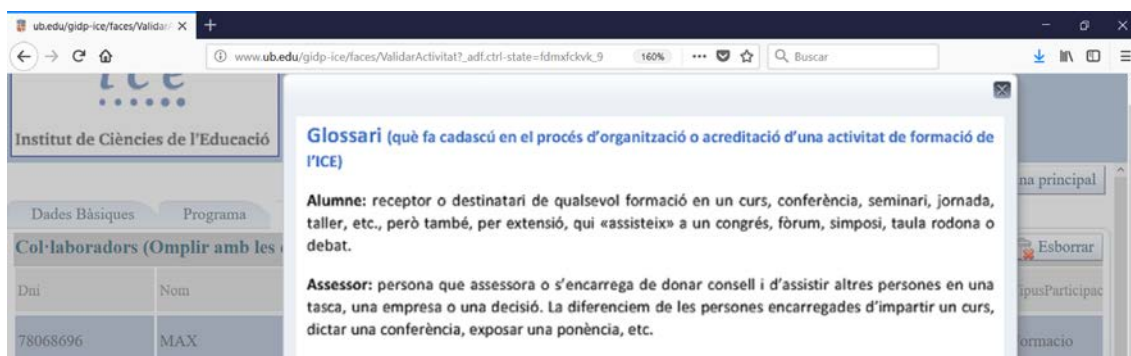 ub.edu/gidp-ice/faces/Validar/
www.ub.edu/gidp-ice/faces/ValidarActivitat?_adf.ctrl-state=fdmxfckvk_9
160%
Buscar
ice
Institut de Ciències de l'Educació
Glossari (què fa cadascú en el procés d'organització o acreditació d'una activitat de formació de
l'ICE)
na principal
Alumne: receptor o destinatari de qualsevol formació en un curs, conferència, seminari, jornada,
taller, etc., però també, per extensió, qui «assisteix» a un congrés, fòrum, simposi, taula rodona o
debat.
Dades Bàsiques
Programa
Col·laboradors (Omplir amb les
Esborrar
Assessor: persona que assessora o s'encarrega de donar consell i d'assistir altres persones en una
tasca, una empresa o una decisió. La diferenciem de les persones encarregades d'impartir un curs,
dictar una conferència, exposar una ponència, etc.
Dni
Nom
TipusParticipac
78068696
MAX
ormacio